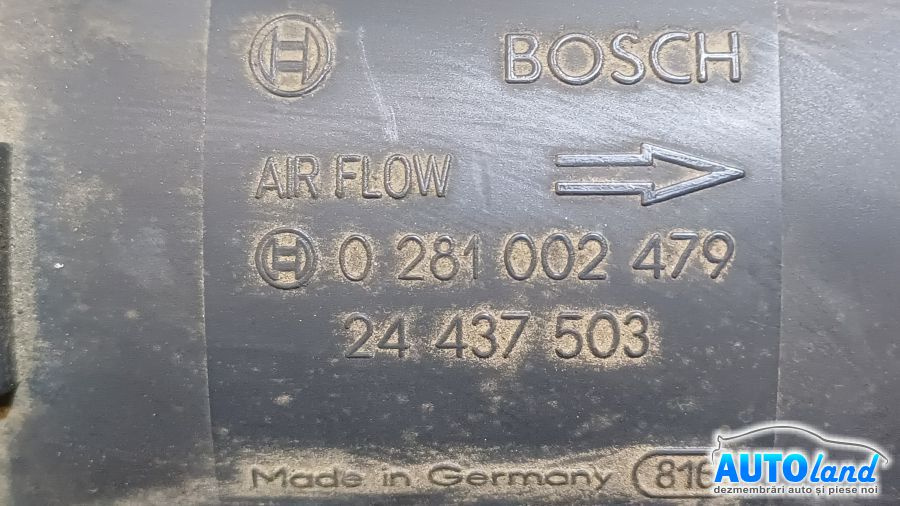 BOSCH
AIR FLOW
0 281 002 479
24 437 503
Made in Germany
AUTOland
dezmembrări auto și piese noi